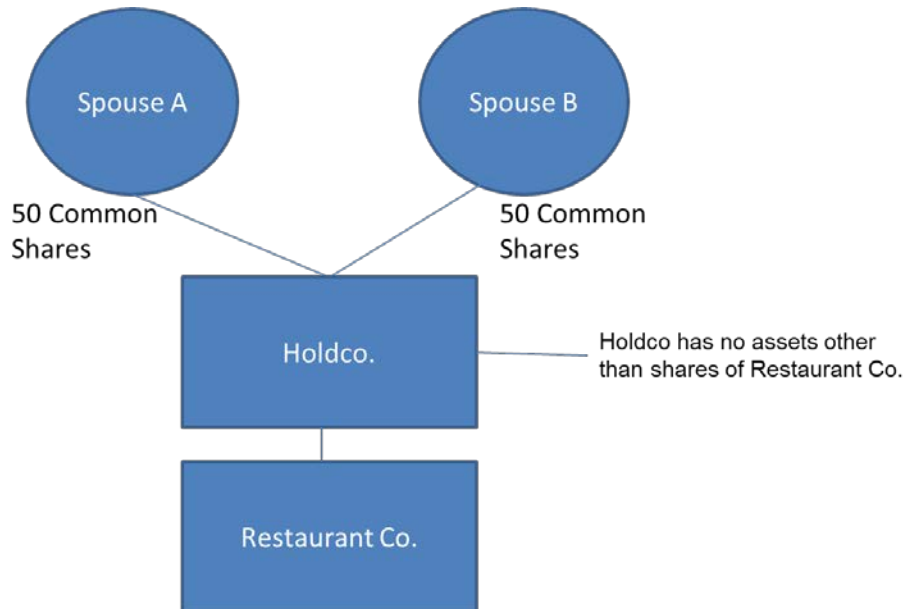 Spouse A
Spouse B
50 Common
Shares
50 Common
Shares
Holdco.
Holdco has no assets other
than shares of Restaurant Co.
Restaurant Co.